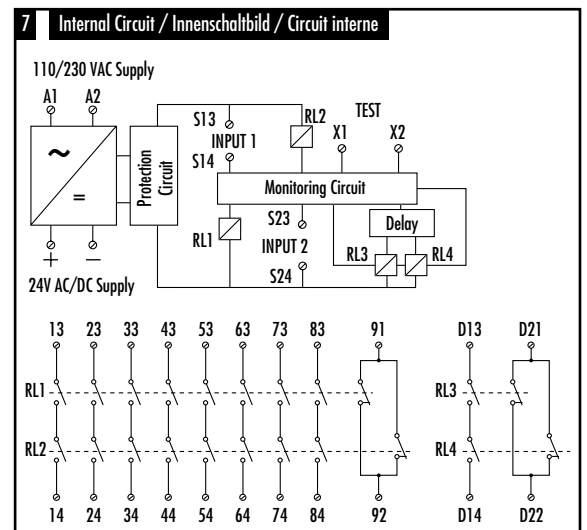 7 Internal Circuit / Innenschaltbild / Circuit interne
110/230 VAC Supply
A1 A2
S13
INPUT 1
S14
RL2
TEST
X1 X2
~
=
Protection
Circuit
Monitoring Circuit
RL1
S23
INPUT 2
S24
Delay
RL3 RL4
+ −
24V AC/DC Supply
13 23 33 43 53 63 73 83 91 D13 D21
RL1 RL3
RL2 RL4
14 24 34 44 54 64 74 84 92 D14 D22